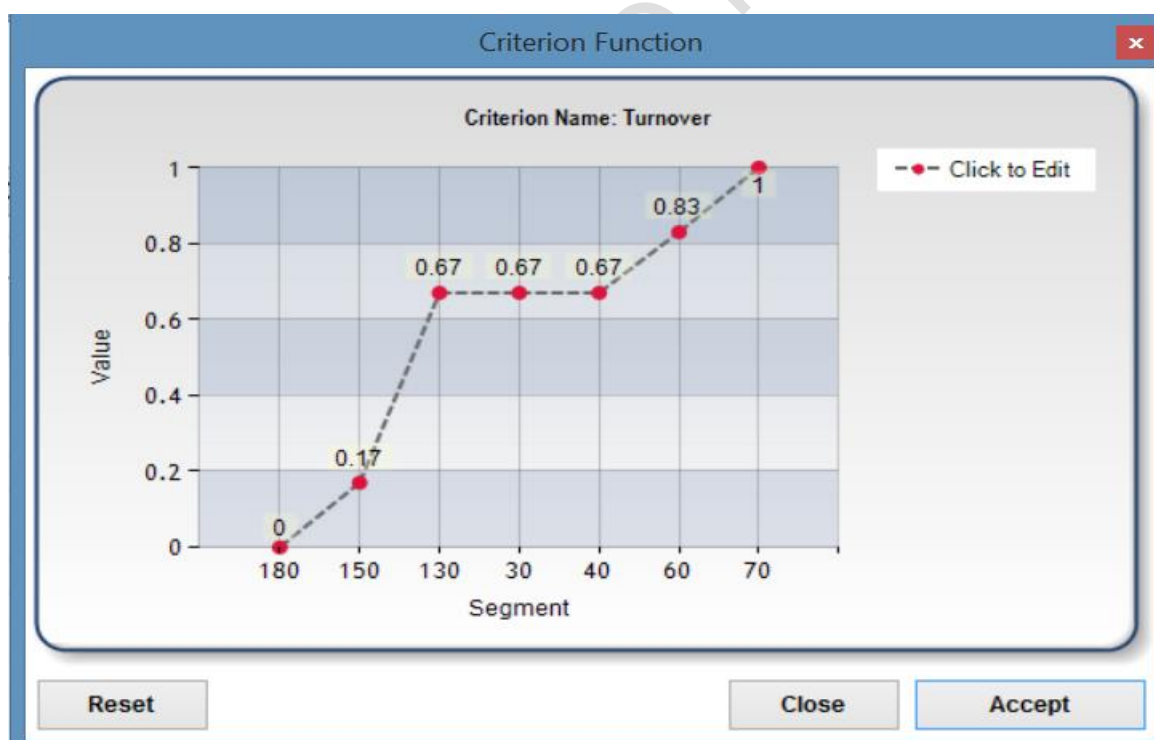 Criterion Function
x
Criterion Name: Turnover
Click to Edit
1
0.8
0.6
0.4
0.2
0
Value
0
0.17
0.67
0.67
0.67
0.83
1
180 150 130 30 40 60 70
Segment
Reset Close Accept